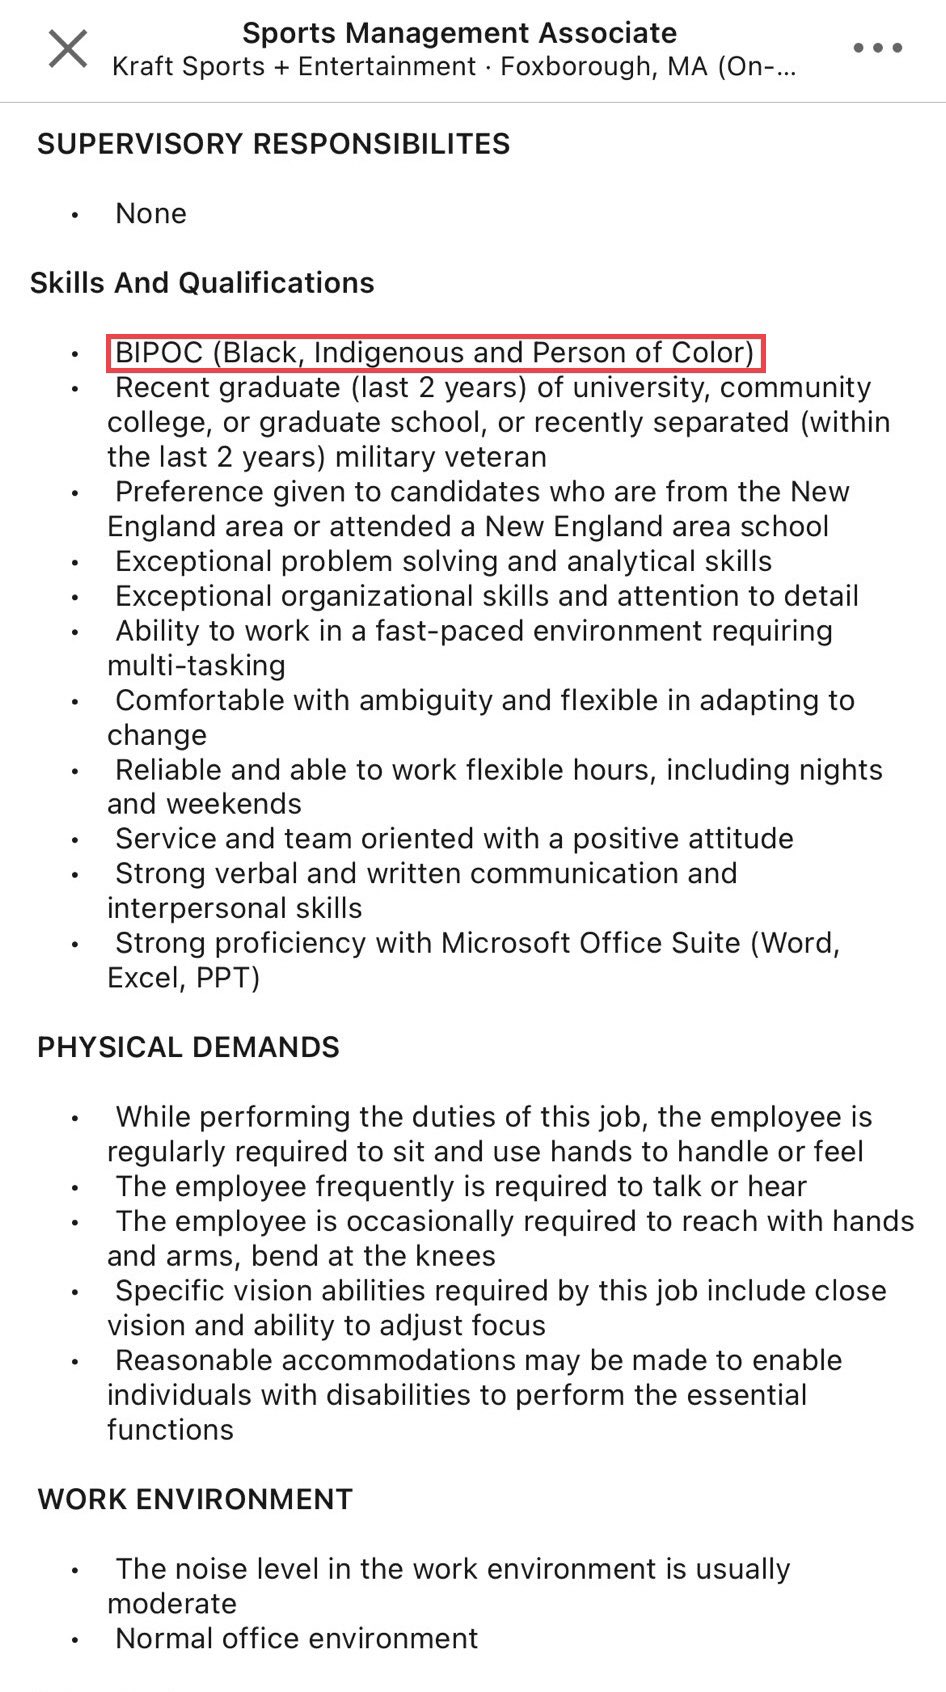 Sports Management Associate
Kraft Sports + Entertainment · Foxborough, MA (On-...
SUPERVISORY RESPONSIBILITES
• None
Skills And Qualifications
• BIPOC (Black, Indigenous and Person of Color)
• Recent graduate (last 2 years) of university, community
college, or graduate school, or recently separated (within
the last 2 years) military veteran
• Preference given to candidates who are from the New
England area or attended a New England area school
• Exceptional problem solving and analytical skills
• Exceptional organizational skills and attention to detail
• Ability to work in a fast-paced environment requiring
multi-tasking
• Comfortable with ambiguity and flexible in adapting to
change
• Reliable and able to work flexible hours, including nights
and weekends
• Service and team oriented with a positive attitude
• Strong verbal and written communication and
interpersonal skills
• Strong proficiency with Microsoft Office Suite (Word,
Excel, PPT)
PHYSICAL DEMANDS
• While performing the duties of this job, the employee is
regularly required to sit and use hands to handle or feel
• The employee frequently is required to talk or hear
• The employee is occasionally required to reach with hands
and arms, bend at the knees
• Specific vision abilities required by this job include close
vision and ability to adjust focus
• Reasonable accommodations may be made to enable
individuals with disabilities to perform the essential
functions
WORK ENVIRONMENT
• The noise level in the work environment is usually
moderate
• Normal office environment